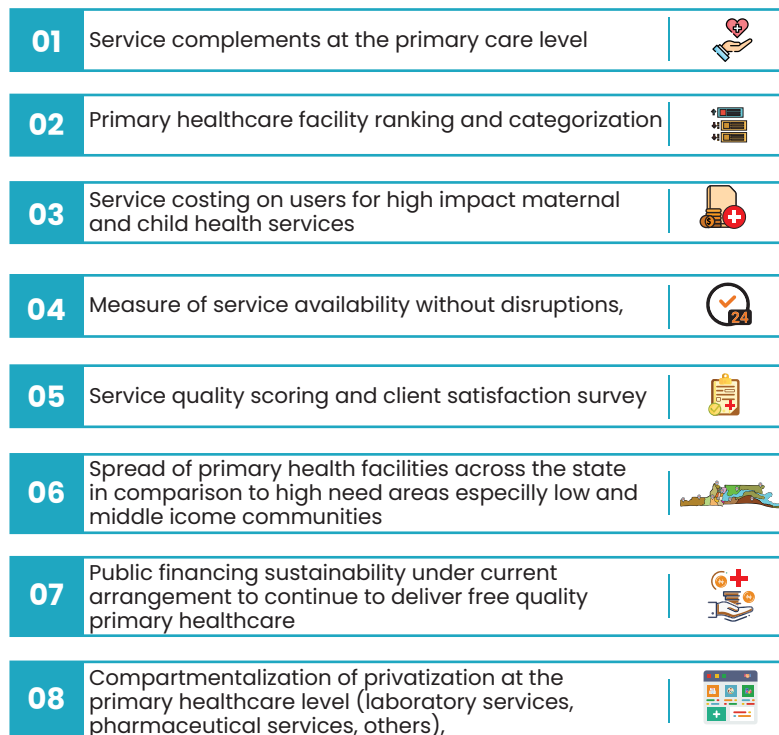 01
Service complements at the primary care level
02
Primary healthcare facility ranking and categorization
03
Service costing on users for high impact maternal
and child health services
04
Measure of service availability without disruptions,
24
05
Service quality scoring and client satisfaction survey
06
Spread of primary health facilities across the state
in comparison to high need areas especilly low and
middle icome communities
07
Public financing sustainability under current
arrangement to continue to deliver free quality
primary healthcare
08
Compartmentalization of privatization at the
primary healthcare level (laboratory services,
pharmaceutical services, others),